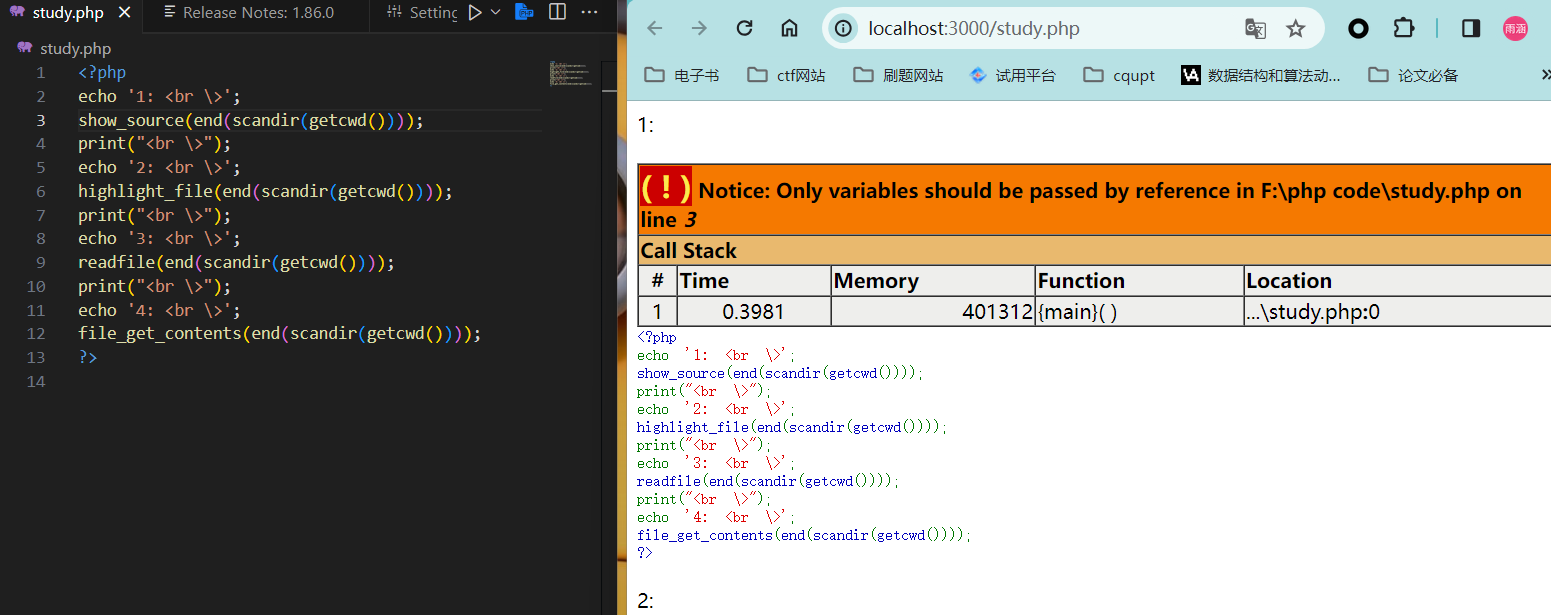 study.php
Release Notes: 1.86.0
Setting
study.php
1 <?php
2 echo '1: <br \>';
3 show_source(end(scandir(getcwd())));
4 print("<br \>");
5 echo '2: <br \>';
6 highlight_file(end(scandir(getcwd())));
7 print("<br \>");
8 echo '3: <br \>';
9 readfile(end(scandir(getcwd())));
10 print("<br \>");
11 echo '4: <br \>';
12 file_get_contents(end(scandir(getcwd())));
13 ?>
14
localhost:3000/study.php
雨涵
电子书 ctf网站 刷题网站 试用平台 cqupt VA 数据结构和算法动... 论文必备 »
1:
(!) Notice: Only variables should be passed by reference in F:\php code\study.php on
line 3
Call Stack
# Time Memory Function Location
1 0.3981 401312 {main}( ) ...\study.php:0
<?php
echo '1: <br \>';
show_source(end(scandir(getcwd())));
print("<br \>");
echo '2: <br \>';
highlight_file(end(scandir(getcwd())));
print("<br \>");
echo '3: <br \>';
readfile(end(scandir(getcwd())));
print("<br \>");
echo '4: <br \>';
file_get_contents(end(scandir(getcwd())));
?>
2: